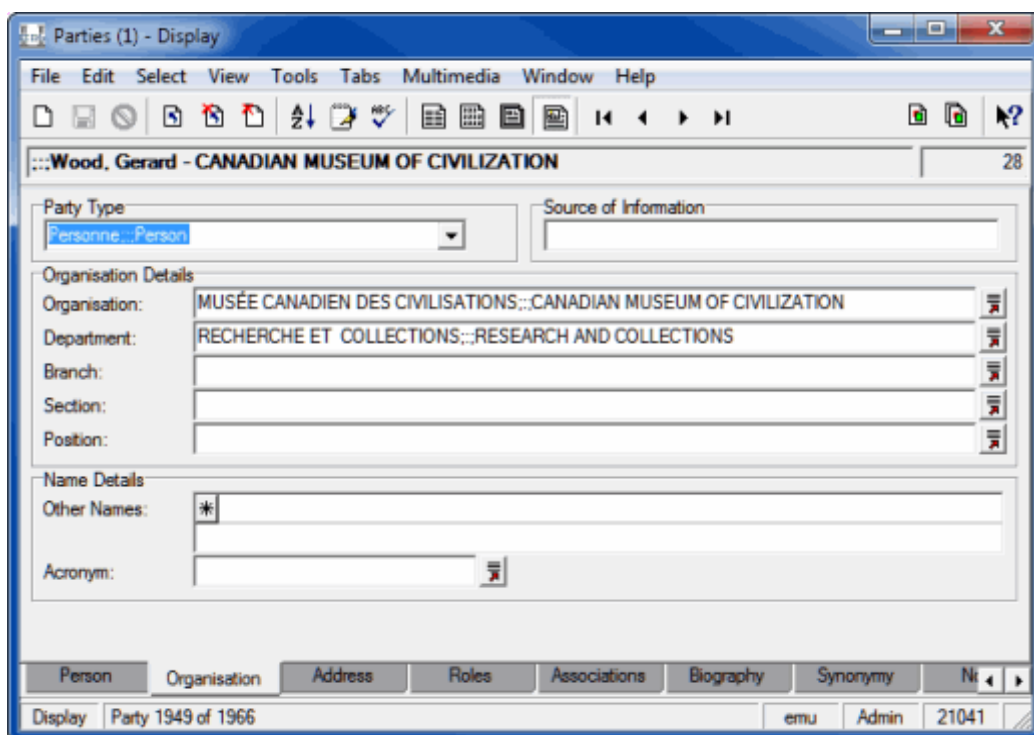 Parties (1) - Display
File Edit Select View Tools Tabs Multimedia Window Help
;:;Wood, Gerard - CANADIAN MUSEUM OF CIVILIZATION 28
Party Type Source of Information
Personne;:;Person
Organisation Details
Organisation: MUSÉE CANADIEN DES CIVILISATIONS;:;CANADIAN MUSEUM OF CIVILIZATION
Department: RECHERCHE ET COLLECTIONS;:;RESEARCH AND COLLECTIONS
Branch:
Section:
Position:
Name Details
Other Names: *
Acronym:
Person Organisation Address Roles Associations Biography Synonymy
Display Party 1949 of 1966 emu Admin 21041